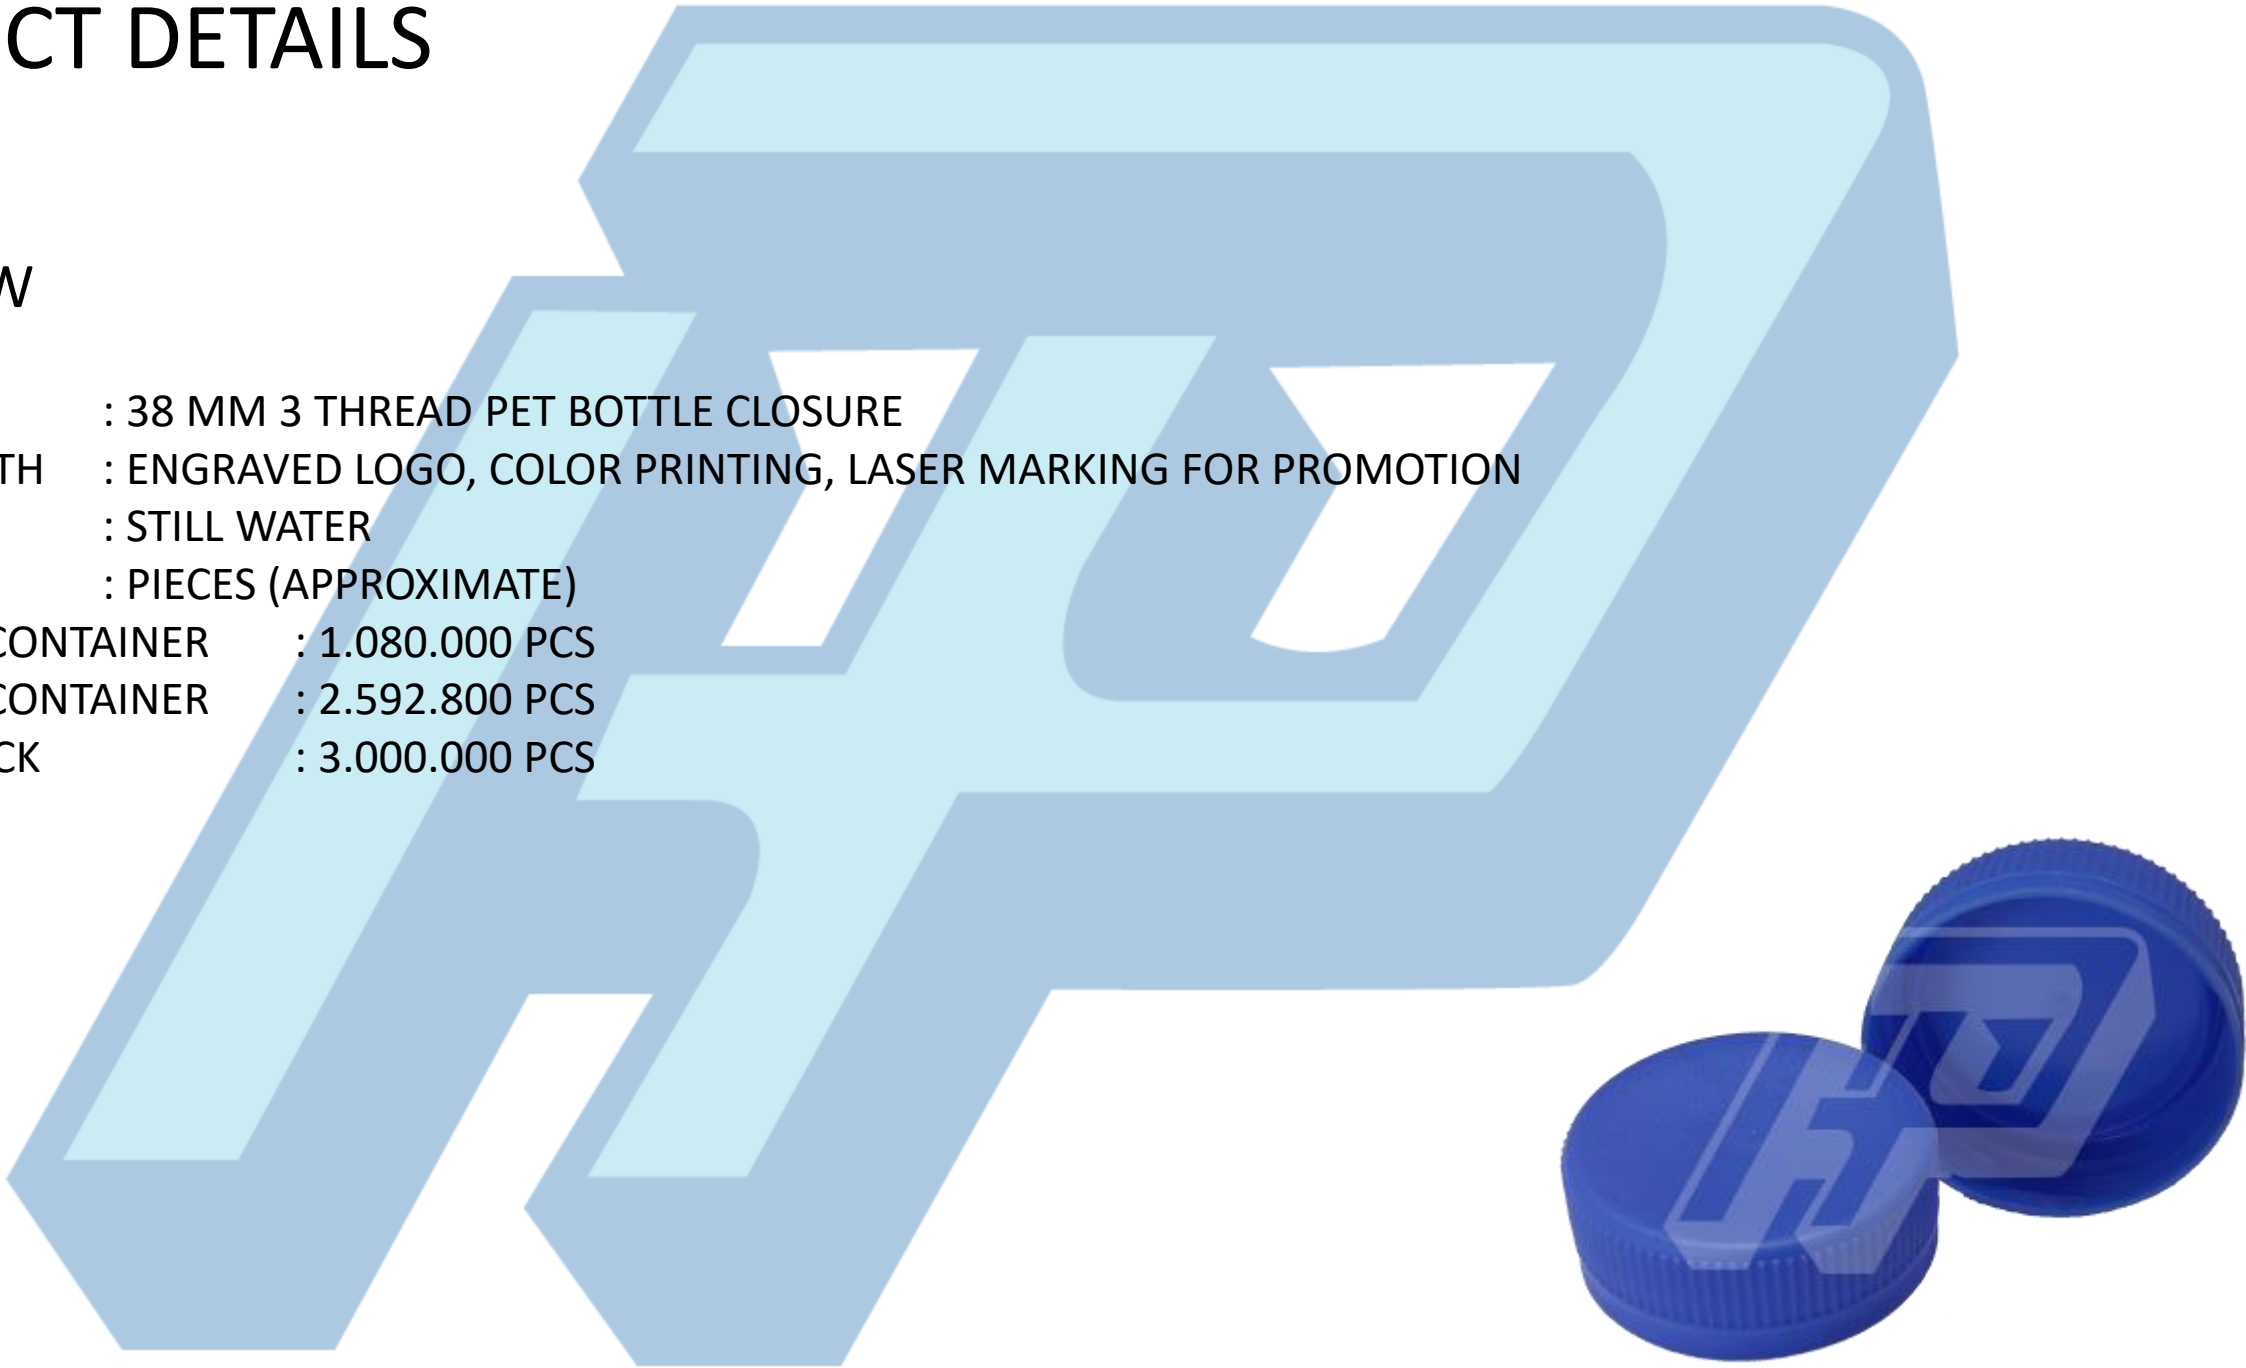 CT DETAILS
W
: 38 MM 3 THREAD PET BOTTLE CLOSURE
TH : ENGRAVED LOGO, COLOR PRINTING, LASER MARKING FOR PROMOTION
: STILL WATER
: PIECES (APPROXIMATE)
CONTAINER : 1.080.000 PCS
CONTAINER : 2.592.800 PCS
CK : 3.000.000 PCS